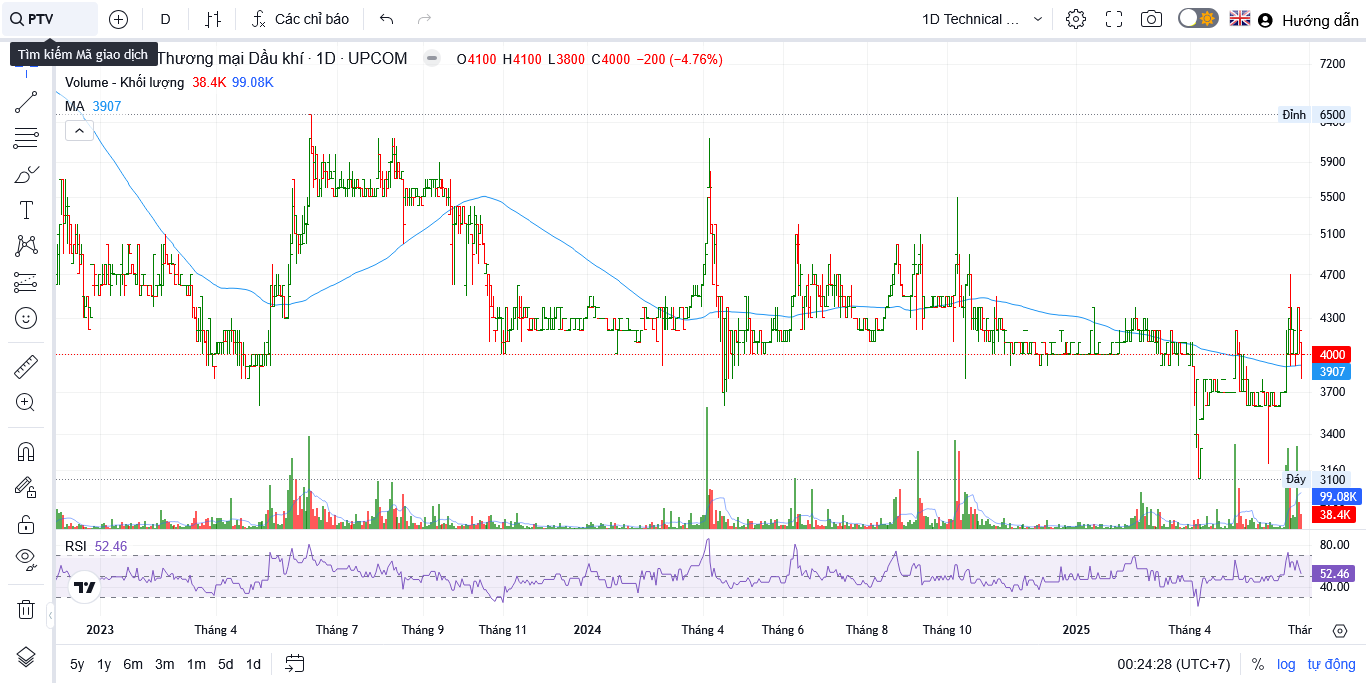 PTV
D
Các chỉ báo
1D Technical ...
Hướng dẫn
Tìm kiếm Mã giao dịch
Thương mại Dầu khí · 1D · UPCOM
O4100 H4100 L3800 C4000 −200 (−4.76%)
Volume - Khối lượng 38.4K 99.08K
MA 3907
7200
Đỉnh 6500
5900
5500
5100
4700
4300
4000
3907
3700
3400
3160
Đáy 3100
99.08K
38.4K
RSI 52.46
80.00
52.46
40.00
2023 Tháng 4 Tháng 7 Tháng 9 Tháng 11 2024 Tháng 4 Tháng 6 Tháng 8 Tháng 10 2025 Tháng 4 Thár
5y 1y 6m 3m 1m 5d 1d
00:24:28 (UTC+7) % log tự động